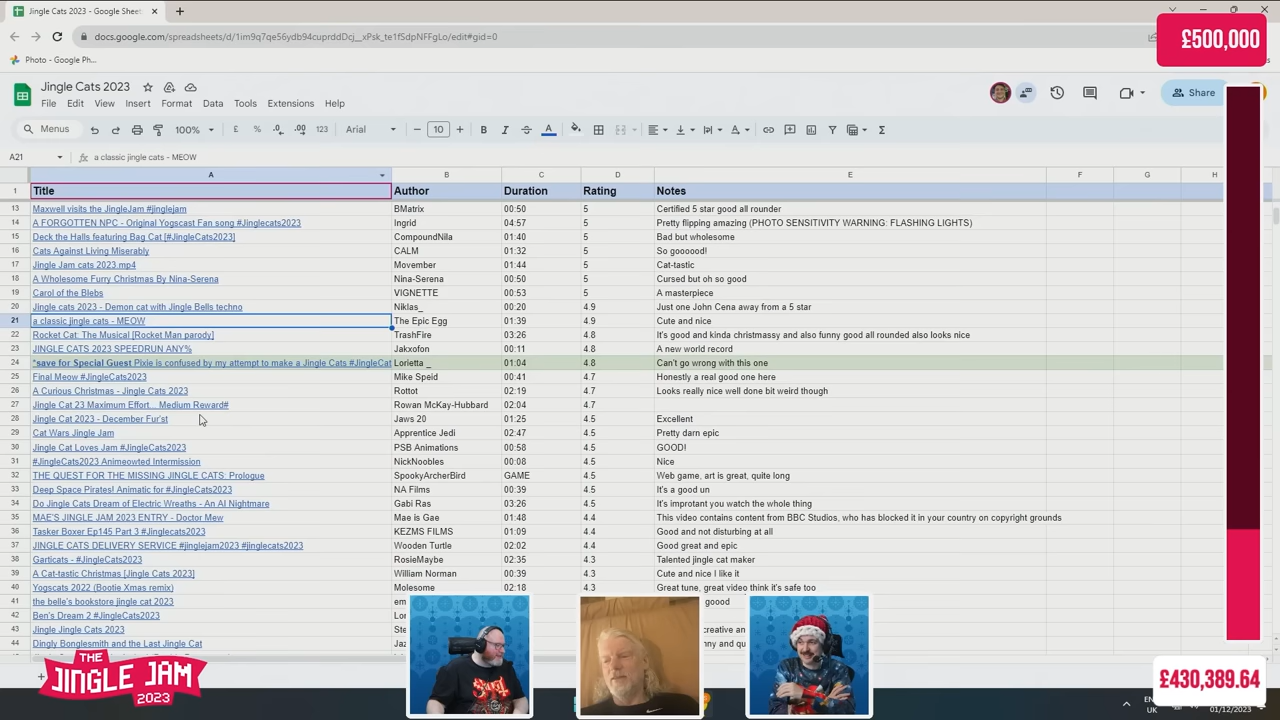 Jingle Cats 2023 - Google Sheet
docs.google.com/spreadsheets/d/1im9q7qe56ydb94cuprddDcj__xPsk_te1fSdpNFFgLo/edit#gid=0
£500,000
Photo - Google Ph...
Jingle Cats 2023
File Edit View Insert Format Data Tools Extensions Help
Share
Menus 100% £ % .0 .00 123 Arial 10 B I A
A21 fx a classic jingle cats - MEOW
A B C D E F G H
1 Title Author Duration Rating Notes
13 Maxwell visits the JingleJam #jinglejam BMatrix 00:50 5 Certified 5 star good all rounder
14 A FORGOTTEN NPC - Original Yogscast Fan song #Jinglecats2023 Ingrid 04:57 5 Pretty flipping amazing (PHOTO SENSITIVITY WARNING: FLASHING LIGHTS)
15 Deck the Halls featuring Bag Cat [#JingleCats2023] CompoundNila 01:40 5 Bad but wholesome
16 Cats Against Living Miserably CALM 01:32 5 So goooood!
17 Jingle Jam cats 2023.mp4 Movember 01:44 5 Cat-tastic
18 A Wholesome Furry Christmas By Nina-Serena Nina-Serena 00:50 5 Cursed but oh so good
19 Carol of the Blebs VIGNETTE 00:53 5 A masterpiece
20 Jingle cats 2023 - Demon cat with Jingle Bells techno Niklas_ 00:20 4.9 Just one John Cena away from a 5 star
21 a classic jingle cats - MEOW The Epic Egg 01:39 4.9 Cute and nice
22 Rocket Cat: The Musical [Rocket Man parody] TrashFire 03:26 4.8 It's good and kinda christmassy and also funny good all rounded also looks nice
23 JINGLE CATS 2023 SPEEDRUN ANY% Jakxofon 00:11 4.8 A new world record
24 *save for Special Guest Pixie is confused by my attempt to make a Jingle Cats #JingleCat Lorietta _ 01:04 4.8 Can't go wrong with this one
25 Final Meow #JingleCats2023 Mike Speid 00:41 4.7 Honestly a real good one here
26 A Curious Christmas - Jingle Cats 2023 Rottot 02:19 4.7 Looks really nice well done bit weird though
27 Jingle Cat 23 Maximum Effort... Medium Reward# Rowan McKay-Hubbard 02:04 4.7
28 Jingle Cat 2023 - December Fur'st Jaws 20 01:25 4.5 Excellent
29 Cat Wars Jingle Jam Apprentice Jedi 02:47 4.5 Pretty darn epic
30 Jingle Cat Loves Jam #JingleCats2023 PSB Animations 00:58 4.5 GOOD!
31 #JingleCats2023 Animeowted Intermission NickNoobles 00:08 4.5 Nice
32 THE QUEST FOR THE MISSING JINGLE CATS: Prologue SpookyArcherBird GAME 4.5 Web game, art is great, quite long
33 Deep Space Pirates! Animatic for #JingleCats2023 NA Films 00:39 4.5 It's a good un
34 Do Jingle Cats Dream of Electric Wreaths - An AI Nightmare Gabi Ras 03:26 4.5 It's improtant you watch the whole thing
35 MAE'S JINGLE JAM 2023 ENTRY - Doctor Mew Mae is Gae 01:48 4.4 This video contains content from BBC Studios, who has blocked it in your country on copyright grounds
36 Tasker Boxer Ep145 Part 3 #Jinglecats2023 KEZMS FILMS 01:09 4.4 Good and not disturbing at all
37 JINGLE CATS DELIVERY SERVICE #jinglejam2023 #jinglecats2023 Wooden Turtle 02:02 4.4 Good great and epic
38 Garticats - #JingleCats2023 RosieMaybe 02:35 4.3 Talented jingle cat maker
39 A Cat-tastic Christmas [Jingle Cats 2023] William Norman 03:39 4.3 Cute and nice I like it
40 Yogscats 2022 (Bootie Xmas remix) Molesome 02:18 4.3 Great tune, great video think it's safe too
41 the belle's bookstore jingle cat 2023 em good
42 Ben's Dream 2 #JingleCats2023 Lor
43 Jingle Jingle Cats 2023 Ste creative an
44 Dingly Bonglesmith and the Last Jingle Cat Jaz y and qu
THE
JINGLE JAM
2023
£430,389.64
UK 01/12/2023